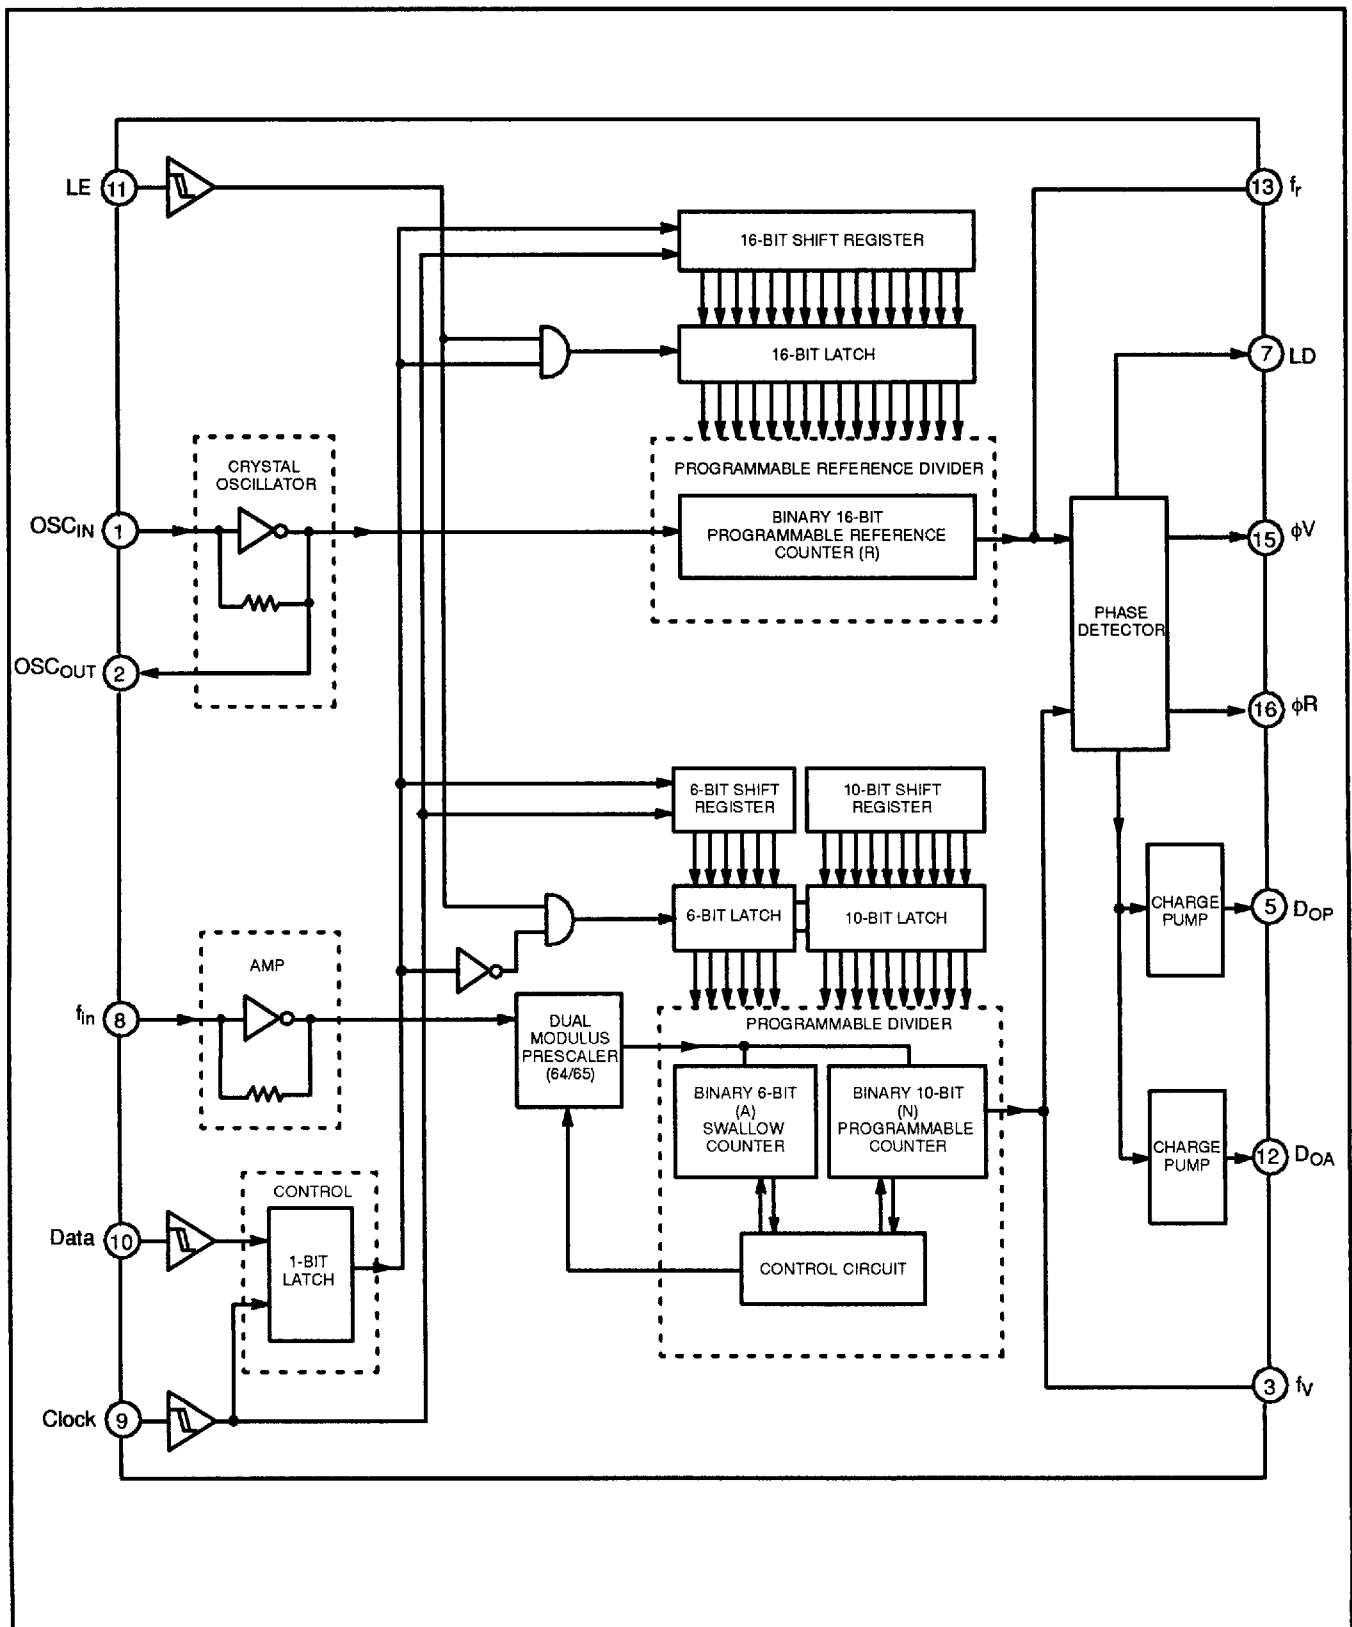 LE 11
13 fr
16-BIT SHIFT REGISTER
16-BIT LATCH
7 LD
CRYSTAL
OSCILLATOR
PROGRAMMABLE REFERENCE DIVIDER
OSCIN 1
BINARY 16-BIT
PROGRAMMABLE REFERENCE
COUNTER (R)
15 ϕV
PHASE
DETECTOR
OSCOUT 2
16 ϕR
6-BIT SHIFT
REGISTER
10-BIT SHIFT
REGISTER
6-BIT LATCH
10-BIT LATCH
CHARGE
PUMP
5 DOP
AMP
fin 8
DUAL
MODULUS
PRESCALER
(64/65)
PROGRAMMABLE DIVIDER
BINARY 6-BIT
(A)
SWALLOW
COUNTER
BINARY 10-BIT
(N)
PROGRAMMABLE
COUNTER
CHARGE
PUMP
12 DOA
CONTROL
Data 10
1-BIT
LATCH
CONTROL CIRCUIT
3 fV
Clock 9